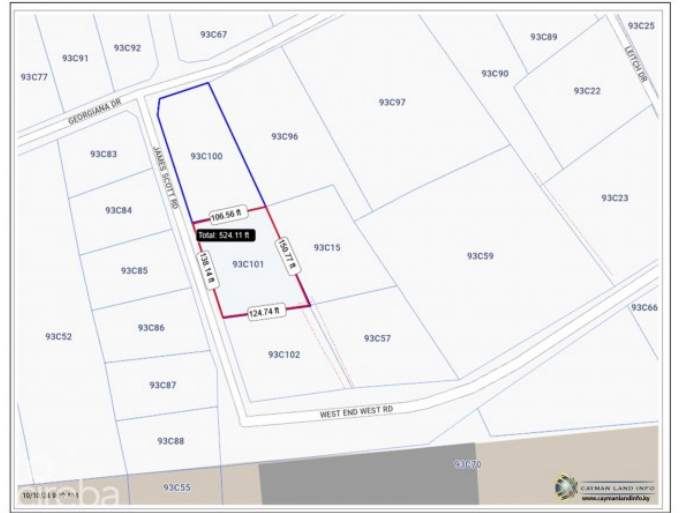 93C25
93C67
93C89
93C92
93C91
93C77
LEITCH DR
93C90
93C22
93C97
GEORGIANA DR
93C96
93C83
JAMES SCOTT RD
93C100
93C23
93C84
106.56 ft
Total: 524.11 ft
93C15
150.77 ft
93C59
93C101
138.14 ft
93C85
93C66
124.74 ft
93C86
93C52
93C57
93C102
93C87
WEST END WEST RD
93C88
93C70
93C55
cireba
CAYMAN LAND INFO
www.caymanlandinfo.ky